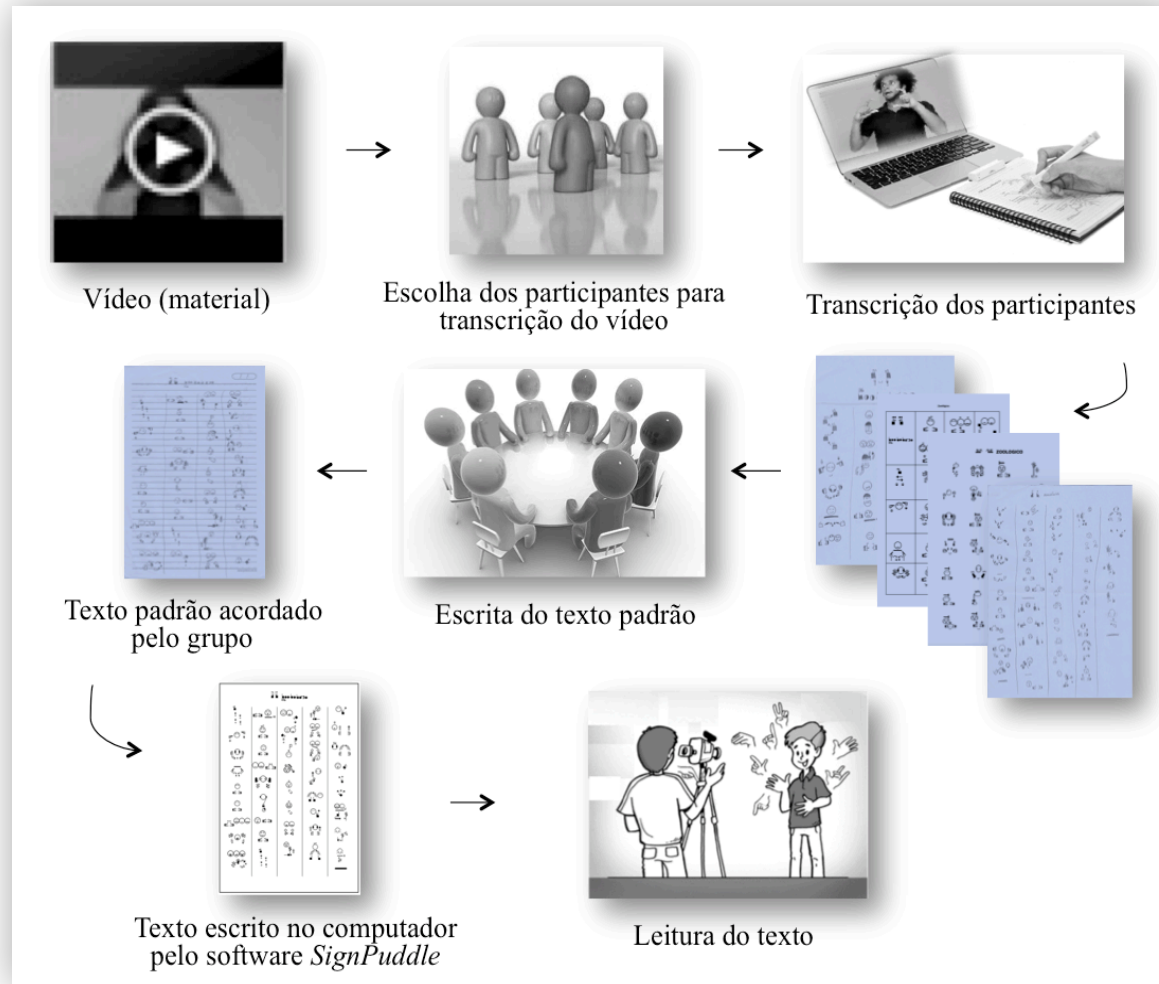 Vídeo (material)
Escolha dos participantes para
transcrição do vídeo
Transcrição dos participantes
Escrita do texto padrão
Texto padrão acordado
pelo grupo
Texto escrito no computador
pelo software SignPuddle
Leitura do texto